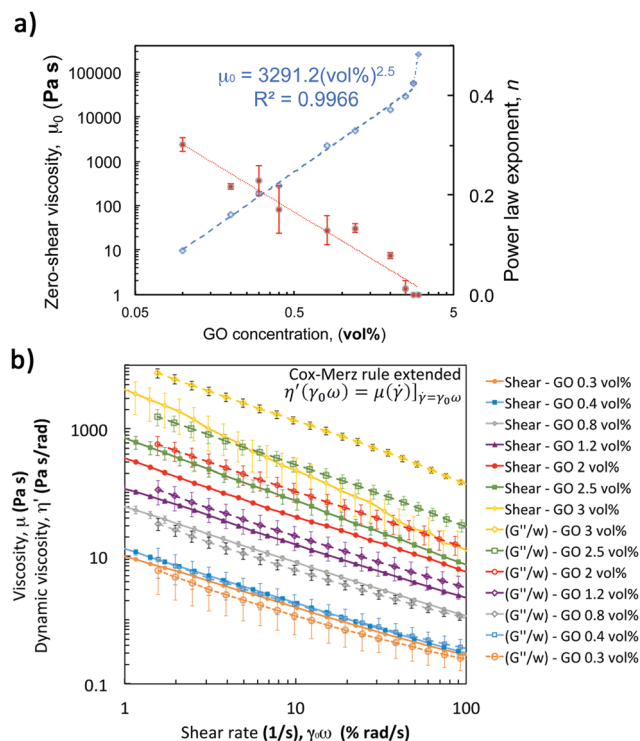 a)
μ₀ = 3291.2(vol%)^2.5
R² = 0.9966
Zero-shear viscosity, μ₀ (Pa s)
100000
10000
1000
100
10
1
0.4
0.2
0.0
Power law exponent, n
0.05
0.5
5
GO concentration, (vol%)
b)
Cox-Merz rule extended
η′(γ₀ω) = μ(γ̇)]γ̇=γ₀ω
Viscosity, μ (Pa s)
Dynamic viscosity, η′ (Pa s/rad)
1000
10
0.1
1
10
100
Shear rate (1/s), γ₀ω (% rad/s)
Shear - GO 0.3 vol%
Shear - GO 0.4 vol%
Shear - GO 0.8 vol%
Shear - GO 1.2 vol%
Shear - GO 2 vol%
Shear - GO 2.5 vol%
Shear - GO 3 vol%
(G"/w) - GO 3 vol%
(G"/w) - GO 2.5 vol%
(G"/w) - GO 2 vol%
(G"/w) - GO 1.2 vol%
(G"/w) - GO 0.8 vol%
(G"/w) - GO 0.4 vol%
(G"/w) - GO 0.3 vol%